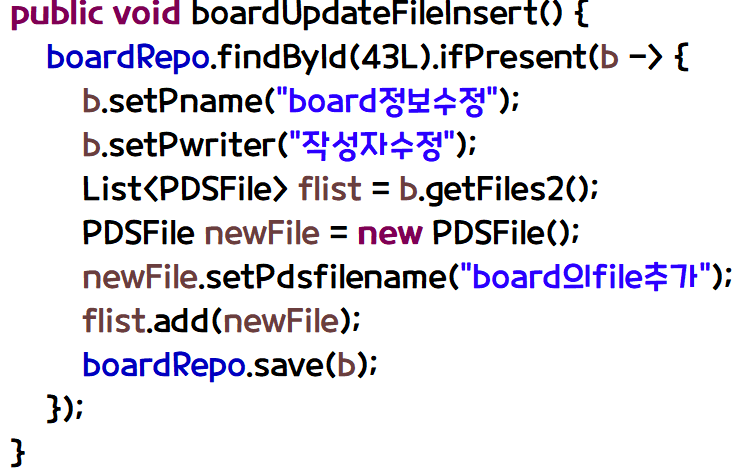 public void boardUpdateFileInsert() {
boardRepo.findById(43L).ifPresent(b -> {
b.setPname("board정보수정");
b.setPwriter("작성자수정");
List<PDSFile> flist = b.getFiles2();
PDSFile newFile = new PDSFile();
newFile.setPdsfilename("board의file추가");
flist.add(newFile);
boardRepo.save(b);
});
}